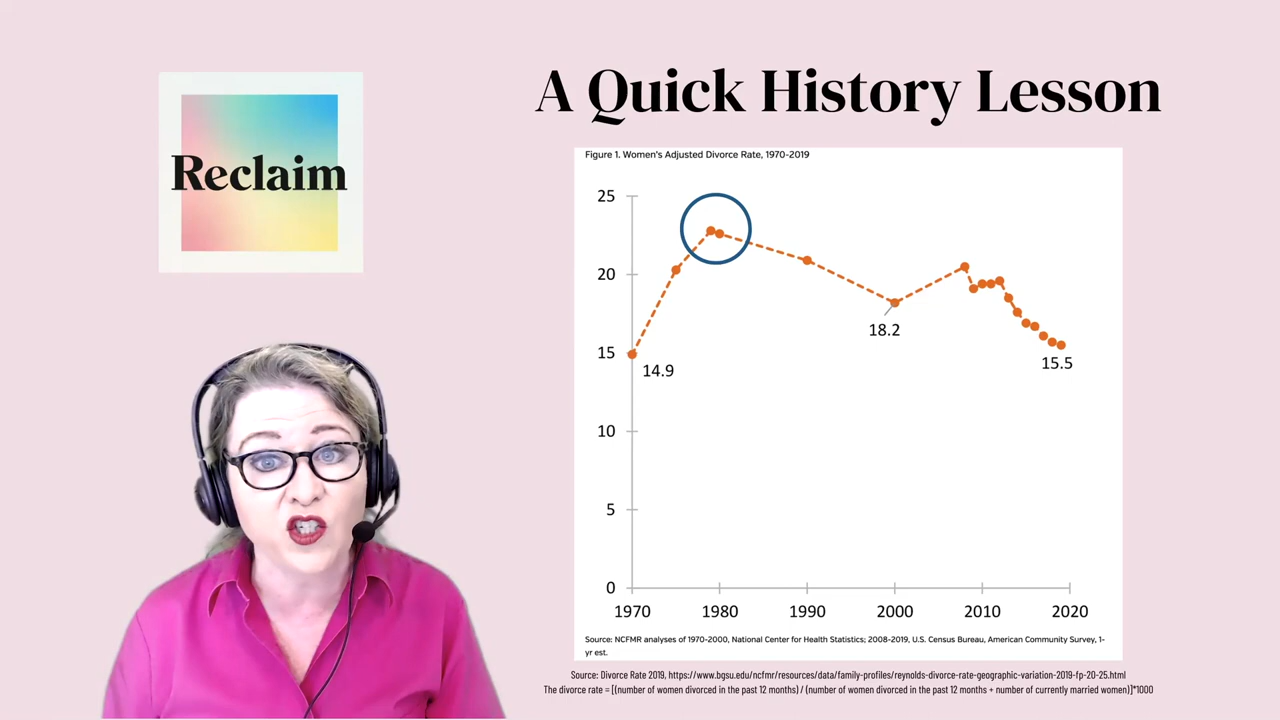 A Quick History Lesson
Reclaim
Figure 1. Women's Adjusted Divorce Rate, 1970-2019
25
20
15
10
5
0
14.9
18.2
15.5
1970 1980 1990 2000 2010 2020
Source: NCFMR analyses of 1970-2000, National Center for Health Statistics; 2008-2019, U.S. Census Bureau, American Community Survey, 1-
yr est.
Source: Divorce Rate 2019, https://www.bgsu.edu/ncfmr/resources/data/family-profiles/reynolds-divorce-rate-geographic-variation-2019-fp-20-25.html
The divorce rate = [(number of women divorced in the past 12 months) / (number of women divorced in the past 12 months + number of currently married women)]*1000